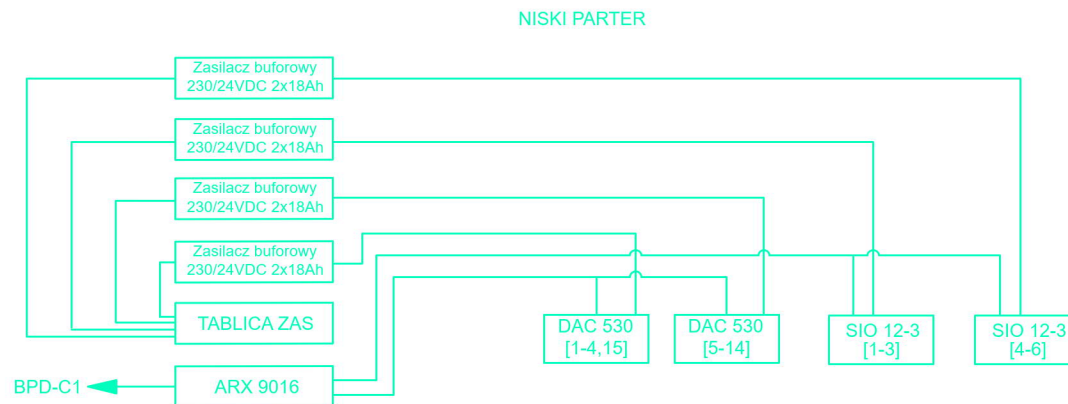 NISKI PARTER
Zasilacz buforowy
230/24VDC 2x18Ah
Zasilacz buforowy
230/24VDC 2x18Ah
Zasilacz buforowy
230/24VDC 2x18Ah
Zasilacz buforowy
230/24VDC 2x18Ah
TABLICA ZAS
DAC 530
[1-4,15]
DAC 530
[5-14]
SIO 12-3
[1-3]
SIO 12-3
[4-6]
BPD-C1
ARX 9016